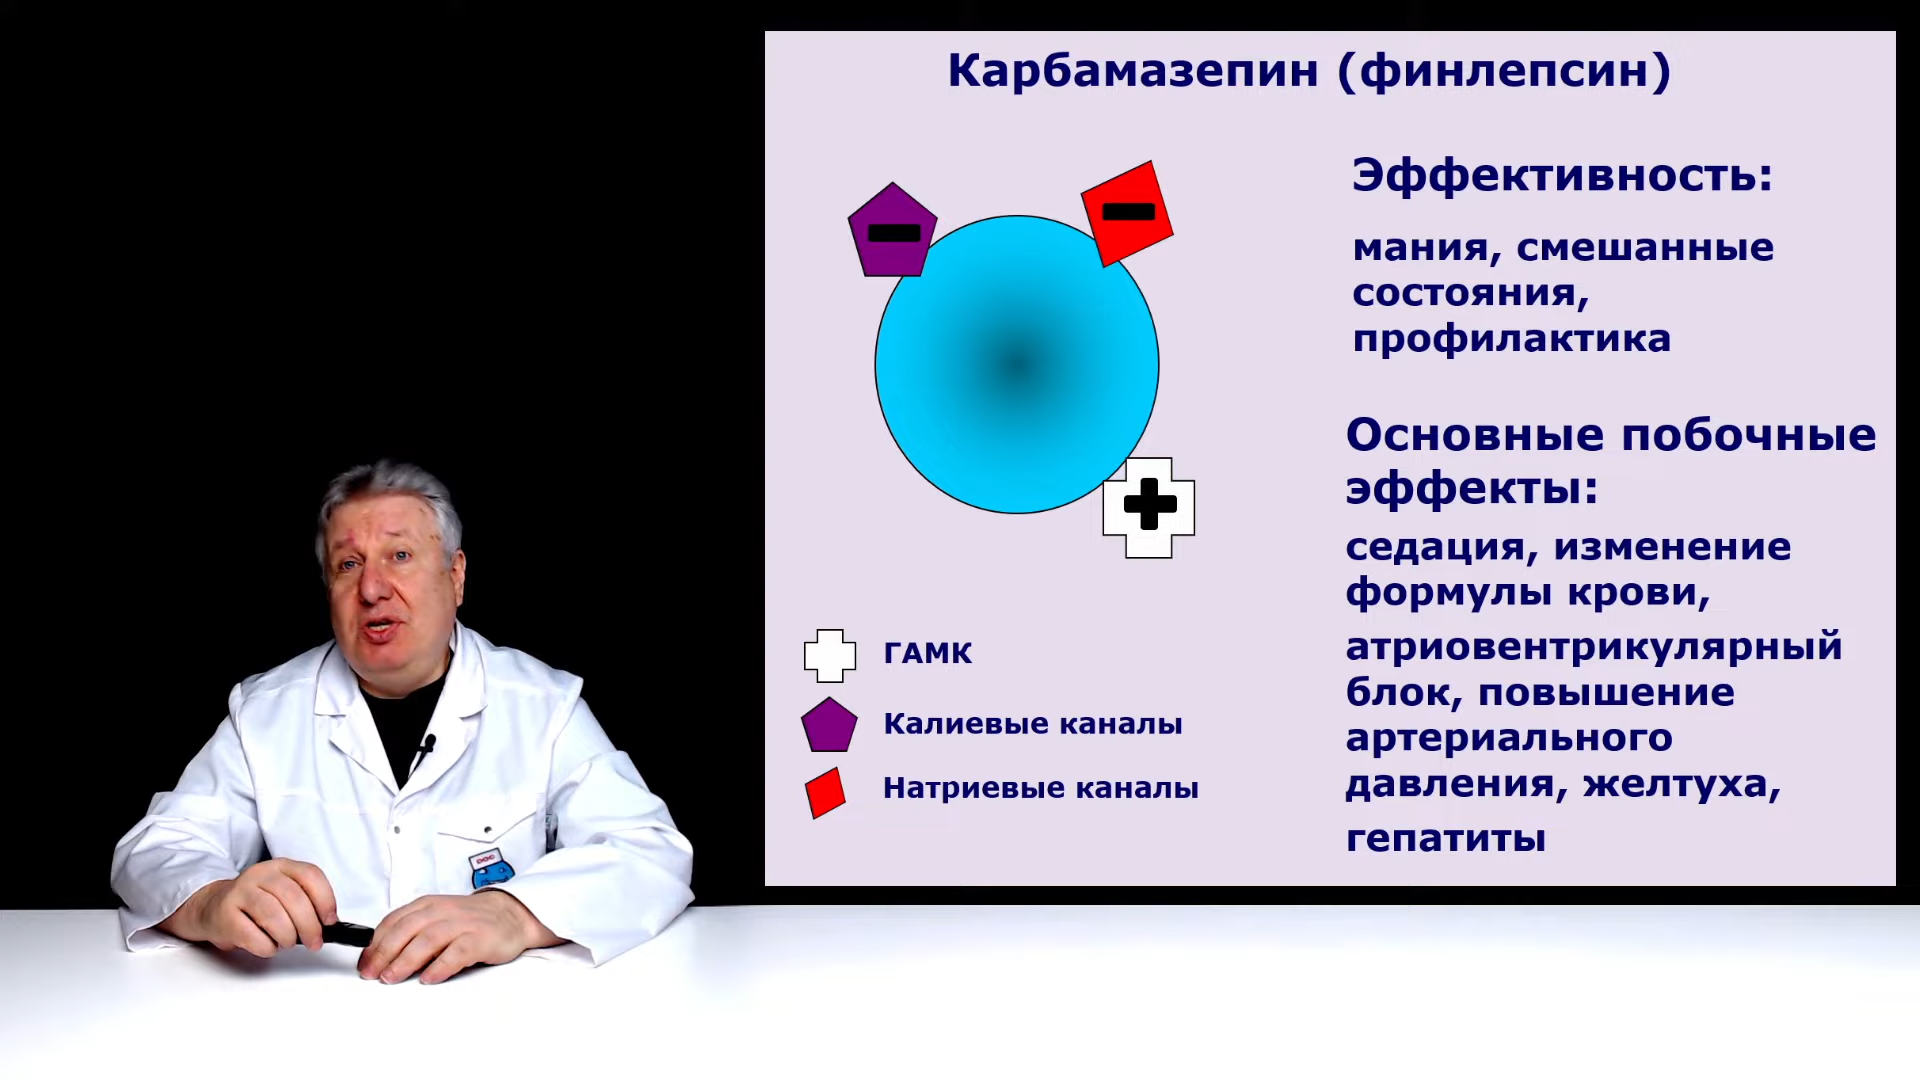 Карбамазепин (финлепсин)
Эффективность:
мания, смешанные
состояния,
профилактика
Основные побочные
эффекты:
седация, изменение
формулы крови,
атриовентрикулярный
блок, повышение
артериального
давления, желтуха,
гепатиты
ГАМК
Калиевые каналы
Натриевые каналы